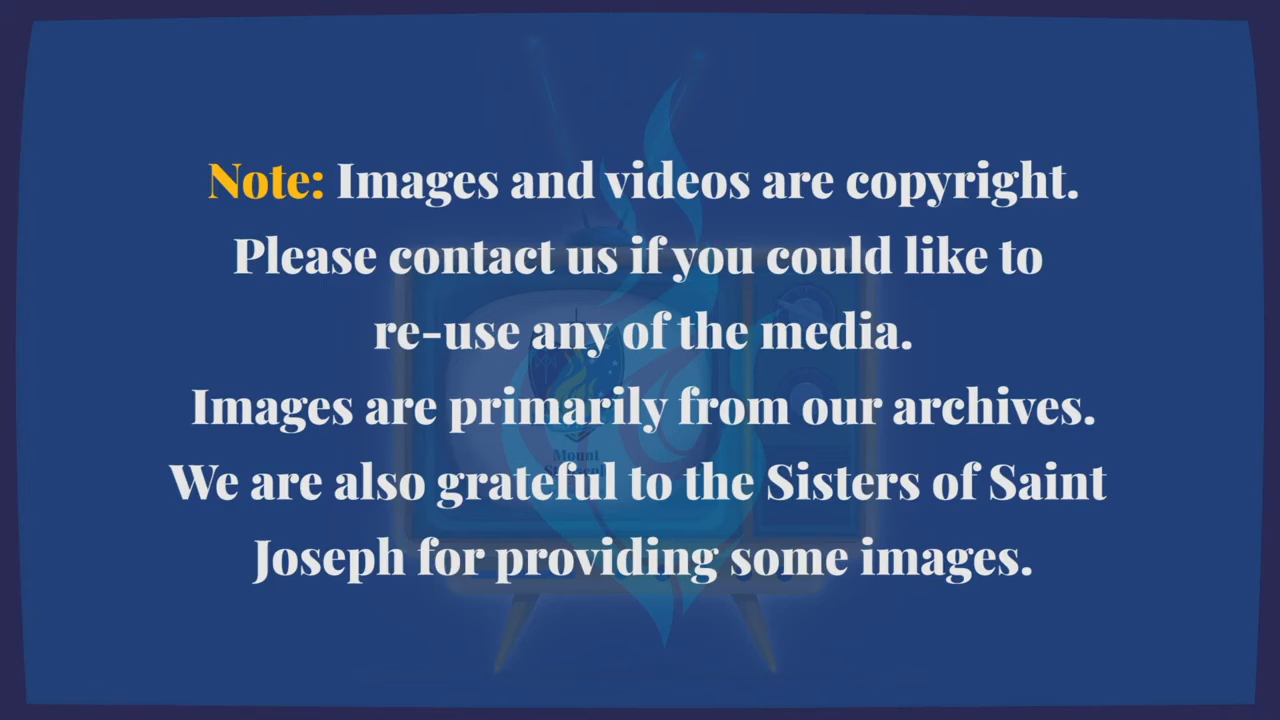 Note: Images and videos are copyright.
Please contact us if you could like to
re-use any of the media.
Images are primarily from our archives.
Mount
We are also grateful to the Sisters of Saint
Joseph for providing some images.